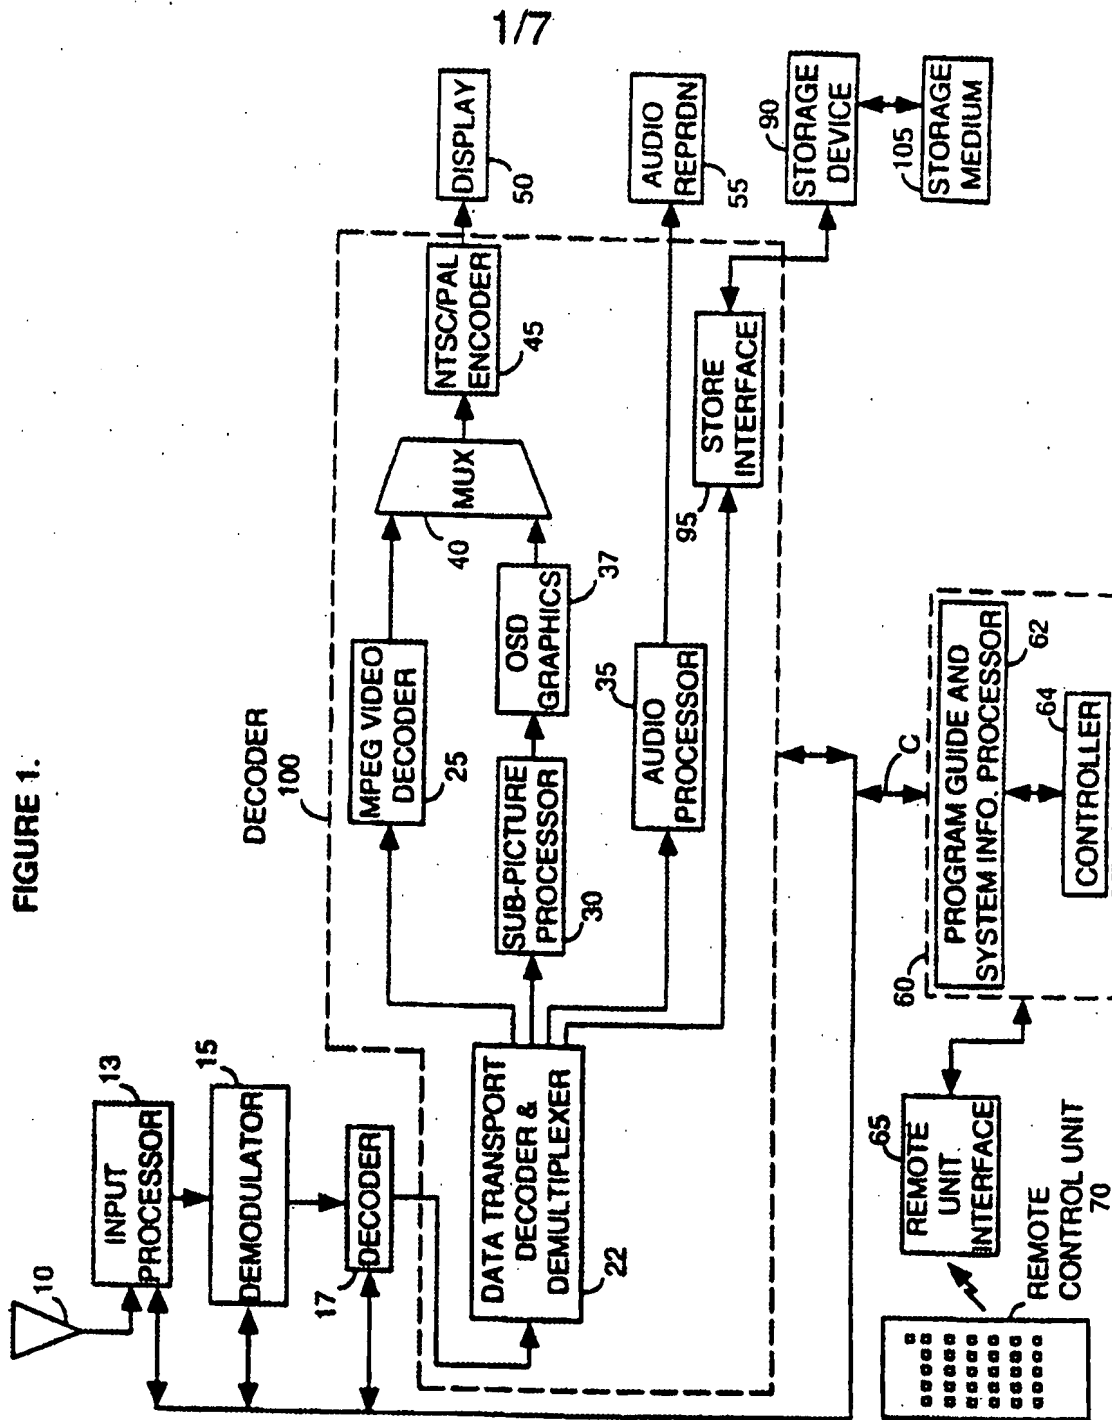 1/7
FIGURE 1.
10
INPUT
PROCESSOR
13
DEMODULATOR
15
DECODER
17
DECODER
100
DATA TRANSPORT
DECODER &
DEMULTIPLEXER
22
MPEG VIDEO
DECODER
25
SUB-PICTURE
PROCESSOR
30
OSD
GRAPHICS
37
MUX
40
NTSC/PAL
ENCODER
45
DISPLAY
50
AUDIO
PROCESSOR
35
AUDIO
REPRDN
55
STORE
INTERFACE
95
STORAGE
DEVICE
90
STORAGE
MEDIUM
105
C
60
PROGRAM GUIDE AND
SYSTEM INFO. PROCESSOR
62
CONTROLLER
64
REMOTE
UNIT
INTERFACE
65
REMOTE
CONTROL UNIT
70